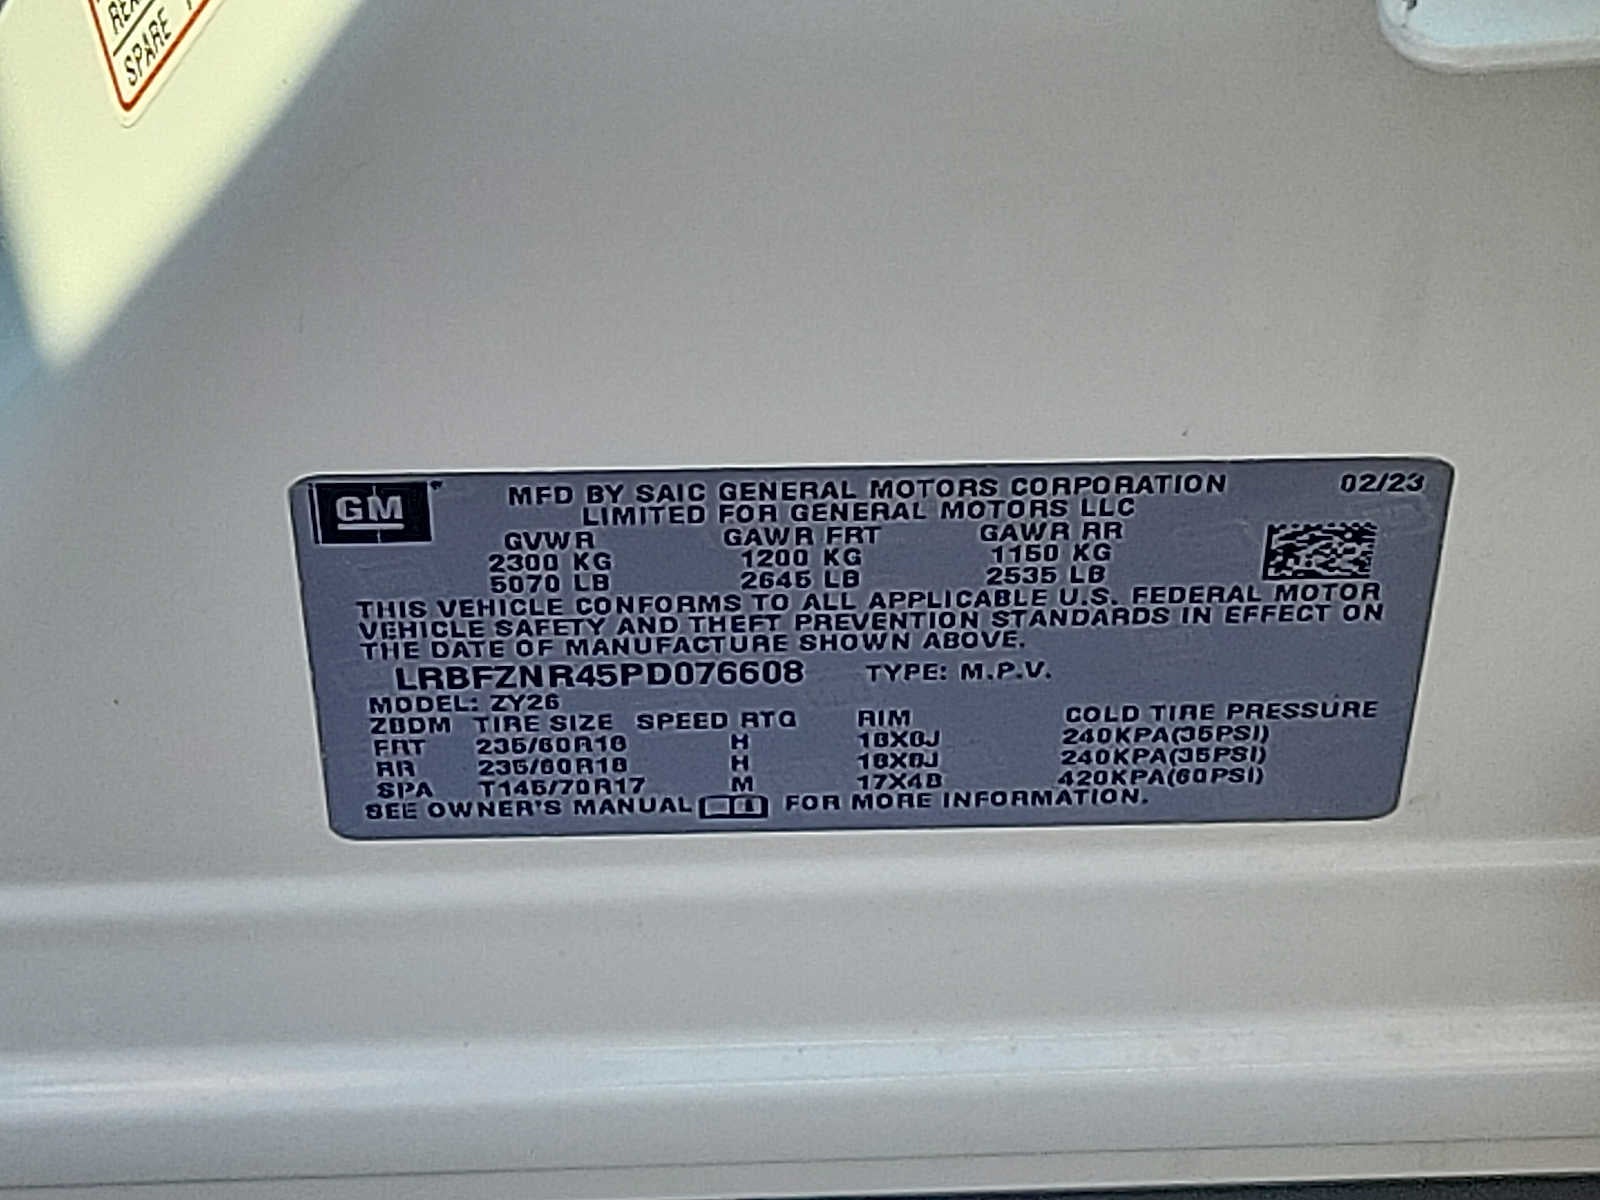 SPARE
GM
MFD BY SAIC GENERAL MOTORS CORPORATION 02/23
LIMITED FOR GENERAL MOTORS LLC
GVWR GAWR FRT GAWR RR
2300 KG 1200 KG 1150 KG
5070 LB 2645 LB 2535 LB
THIS VEHICLE CONFORMS TO ALL APPLICABLE U.S. FEDERAL MOTOR
VEHICLE SAFETY AND THEFT PREVENTION STANDARDS IN EFFECT ON
THE DATE OF MANUFACTURE SHOWN ABOVE.
LRBFZNR45PD076608 TYPE: M.P.V.
MODEL: ZY26
ZBDM TIRE SIZE SPEED RTG RIM COLD TIRE PRESSURE
FRT 235/60R18 H 18X8J 240KPA(35PSI)
RR 235/60R18 H 18X8J 240KPA(35PSI)
SPA T145/70R17 M 17X4B 420KPA(60PSI)
SEE OWNER'S MANUAL FOR MORE INFORMATION.